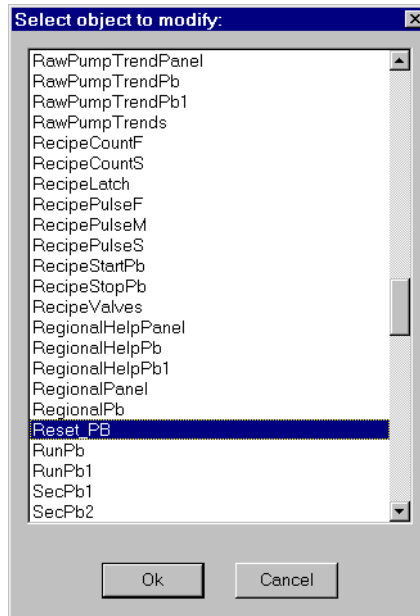 Select object to modify:
RawPumpTrendPanel
RawPumpTrendPb
RawPumpTrendPb1
RawPumpTrends
RecipeCountF
RecipeCountS
RecipeLatch
RecipePulseF
RecipePulseM
RecipePulseS
RecipeStartPb
RecipeStopPb
RecipeValves
RegionalHelpPanel
RegionalHelpPb
RegionalHelpPb1
RegionalPanel
RegionalPb
Reset_PB
RunPb
RunPb1
SecPb1
SecPb2
Ok Cancel